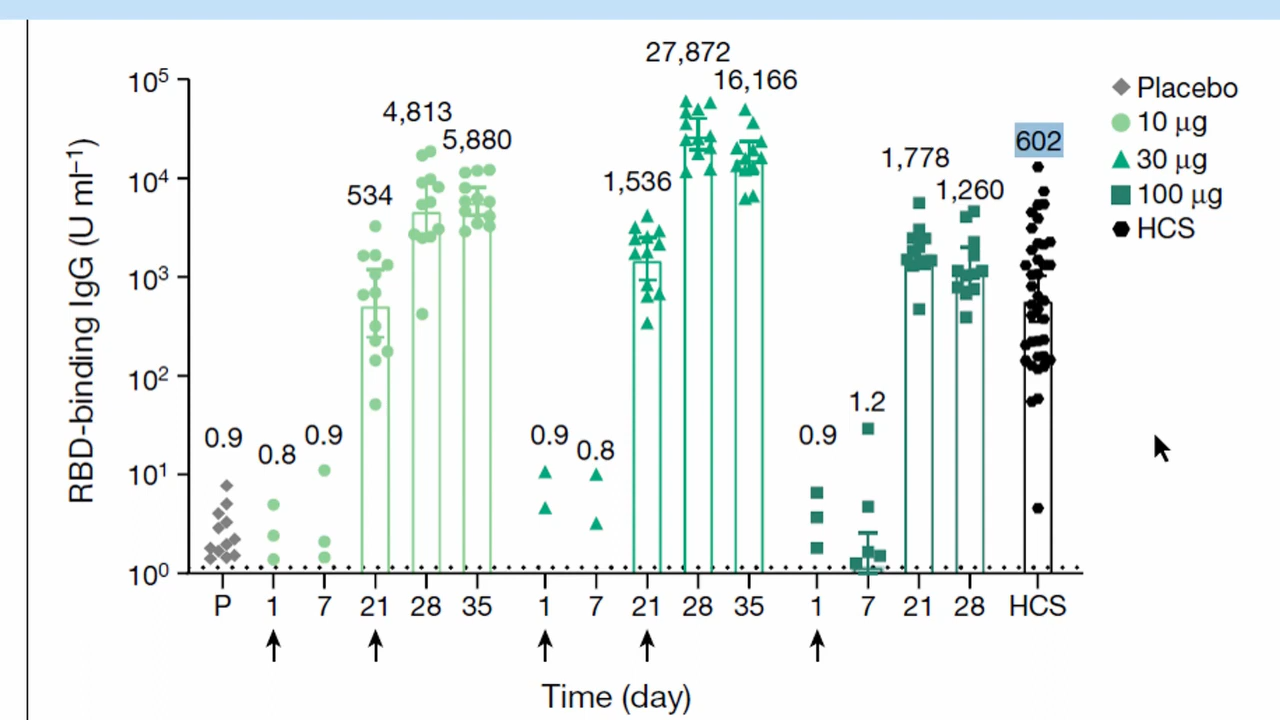 27,872
16,166
10⁵
4,813
5,880
602
Placebo
10 µg
30 µg
100 µg
HCS
10⁴
534
1,536
1,778
1,260
RBD-binding IgG (U ml⁻¹)
10³
10²
0.9
0.8
0.9
0.9
0.8
0.9
1.2
10¹
10⁰
P 1 7 21 28 35 1 7 21 28 35 1 7 21 28 HCS
Time (day)